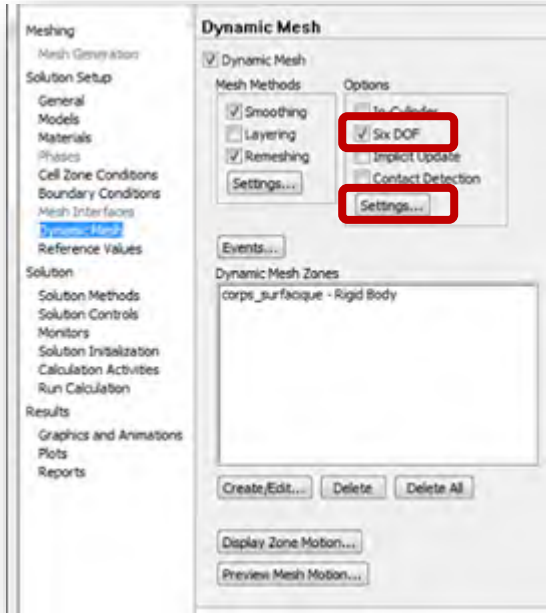 Meshing
Mesh Generation
Solution Setup
General
Models
Materials
Phases
Cell Zone Conditions
Boundary Conditions
Mesh Interfaces
Dynamic Mesh
Reference Values
Solution
Solution Methods
Solution Controls
Monitors
Solution Initialization
Calculation Activities
Run Calculation
Results
Graphics and Animations
Plots
Reports
Dynamic Mesh
Dynamic Mesh
Mesh Methods
Smoothing
Layering
Remeshing
Settings...
Options
In-Cylinder
Six DOF
Implicit Update
Contact Detection
Settings...
Events...
Dynamic Mesh Zones
corps_surfacique - Rigid Body
Create/Edit... Delete Delete All
Display Zone Motion...
Preview Mesh Motion...